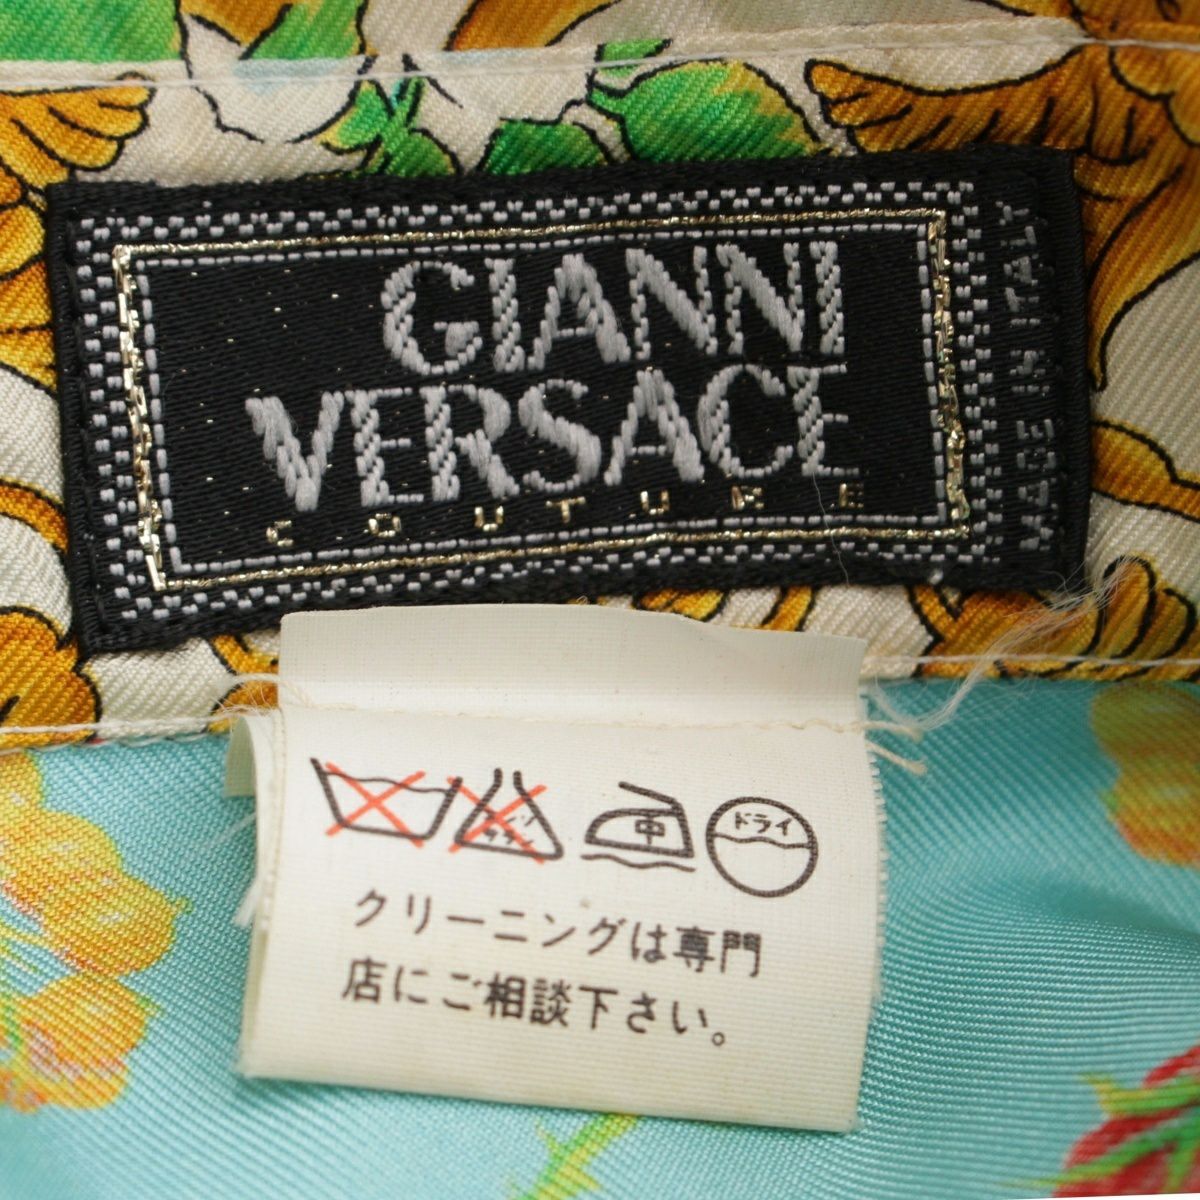 GIANNI
VERSACE
COUTURE
MADE IN ITALY
中
ドライ
クリーニングは専門
店にご相談下さい。